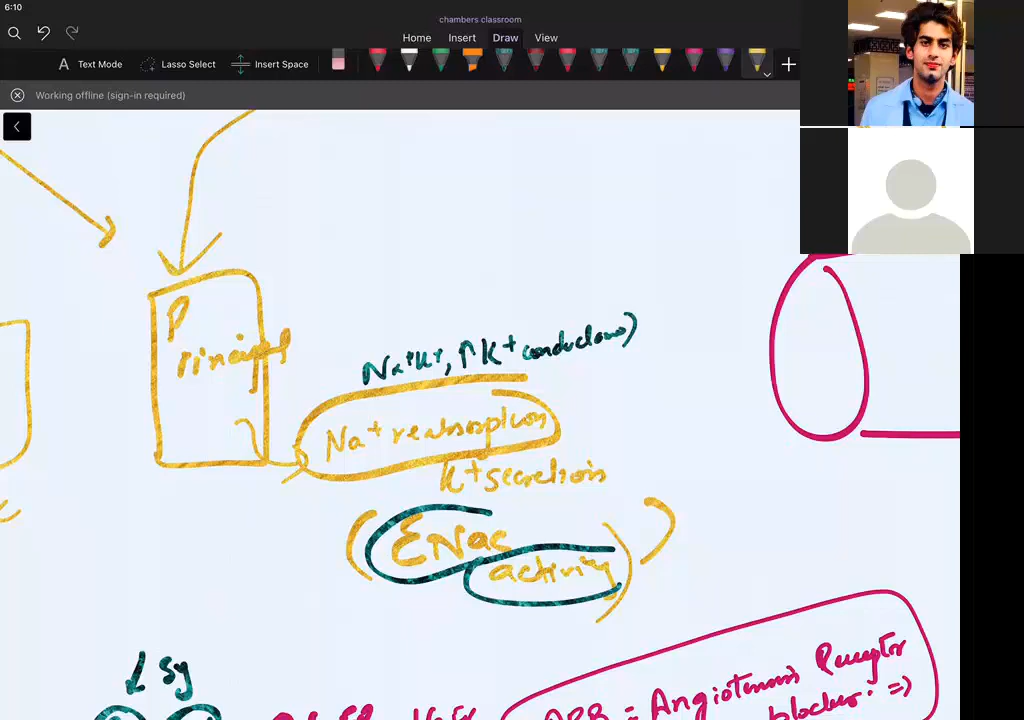 6:10
chambers classroom
Home Insert Draw View
A Text Mode Lasso Select Insert Space
Working offline (sign-in required)
Principal
Na+K+, ↑K+
Na+ reabsorption
K+ secretion
(ENac
activity)
↓ Sy
ARB = Angiotensin Receptor
blocker =)